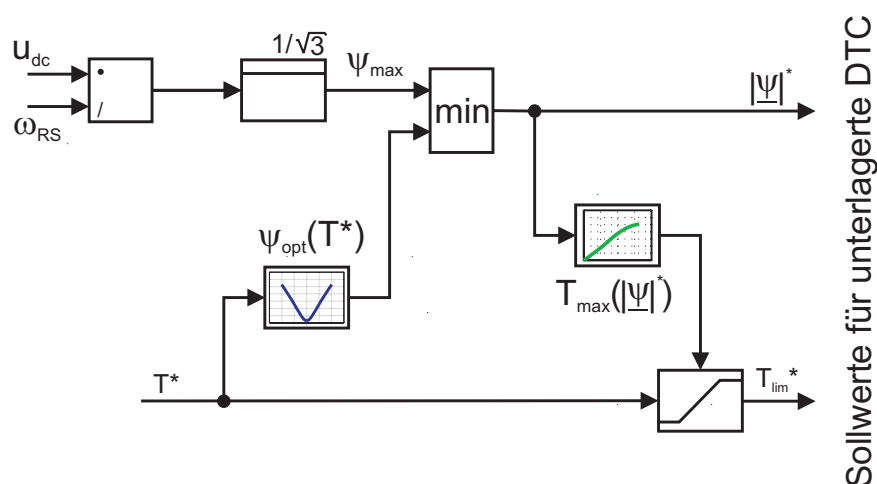 u_dc
ω_RS
•
/
1/√3
ψ_max
min
|Ψ|*
ψ_opt(T*)
T_max(|Ψ|*)
T*
T_lim*
Sollwerte für unterlagerte DTC